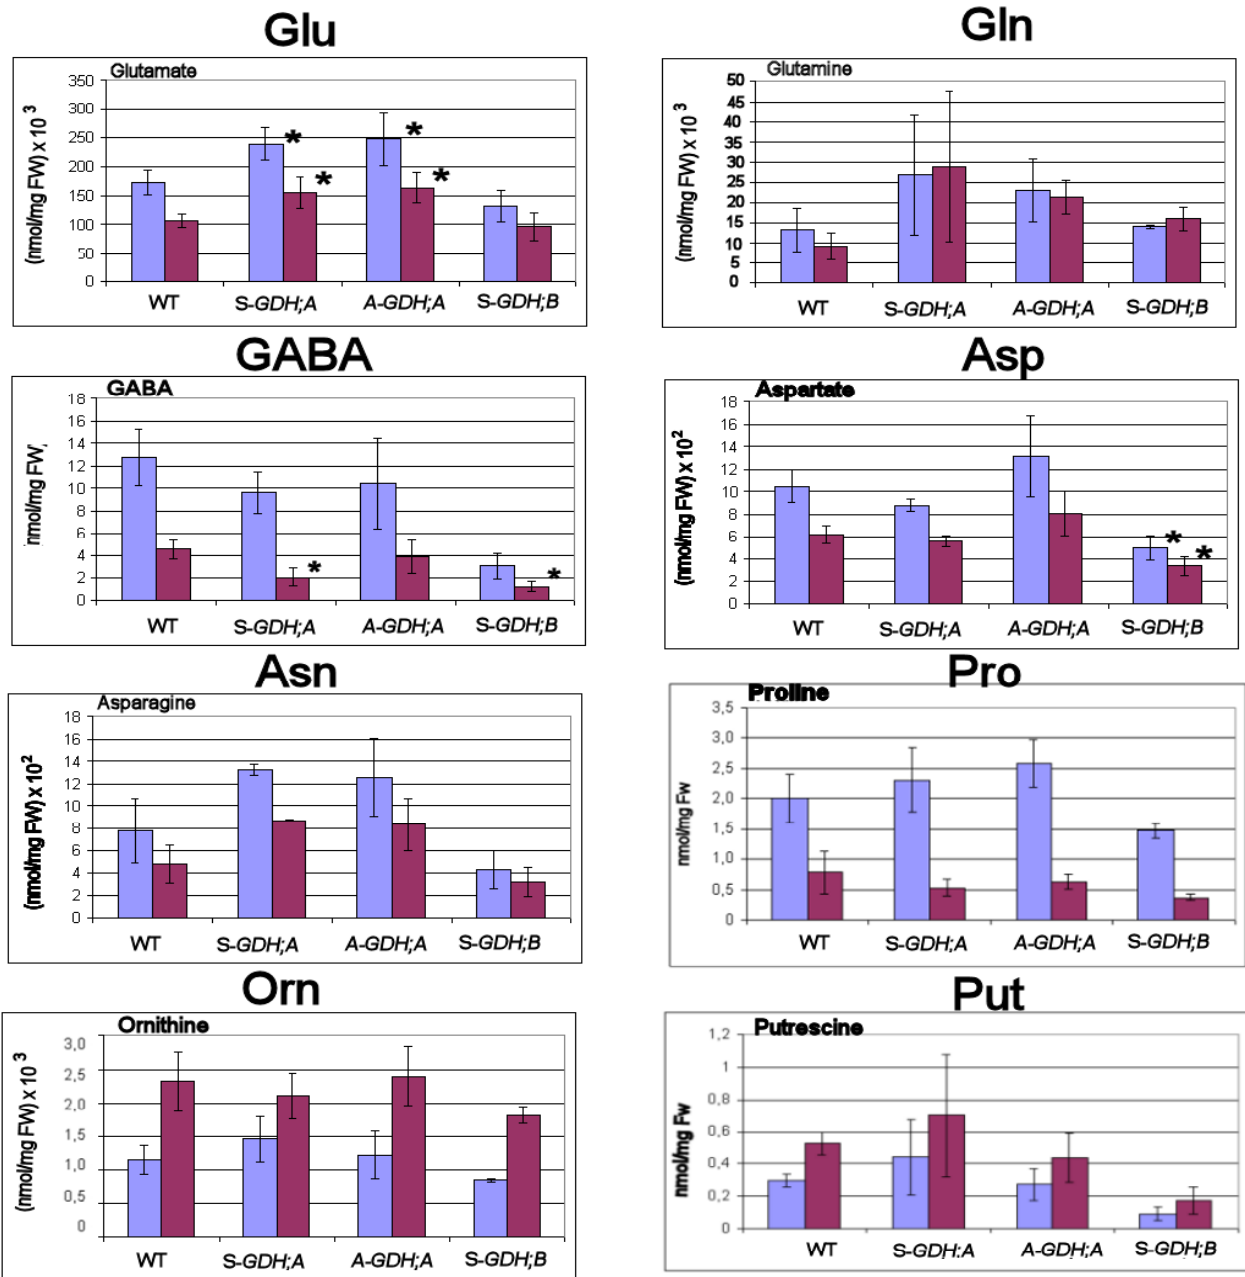 Glu
Glutamate
(nmol/mg FW) x 10 3
350
300
250
200
150
100
50
0
* * * *
WT S-GDH;A A-GDH;A S-GDH;B
Gln
Glutamine
(nmol/mg FW) x 10 3
50
45
40
35
30
25
20
15
10
5
0
WT S-GDH;A A-GDH;A S-GDH;B
GABA
GABA
nmol/mg FW
18
16
14
12
10
8
6
4
2
0
* *
WT S-GDH;A A-GDH;A S-GDH;B
Asp
Aspartate
(nmol/mg FW) x 10²
18
16
14
12
10
8
6
4
2
0
* *
WT S-GDH;A A-GDH;A S-GDH;B
Asn
Asparagine
(nmol/mg FW) x 10²
18
16
14
12
10
8
6
4
2
0
WT S-GDH;A A-GDH;A S-GDH;B
Pro
Proline
nmol/mg Fw
3,5
3,0
2,5
2,0
1,5
1,0
0,5
0
WT S-GDH;A A-GDH;A S-GDH;B
Orn
Ornithine
(nmol/mg FW) x 10 3
3,0
2,5
2,0
1,5
1,0
0,5
0
WT S-GDH;A A-GDH;A S-GDH;B
Put
Putrescine
nmol/mg Fw
1,2
1
0,8
0,6
0,4
0,2
0
WT S-GDH;A A-GDH;A S-GDH;B